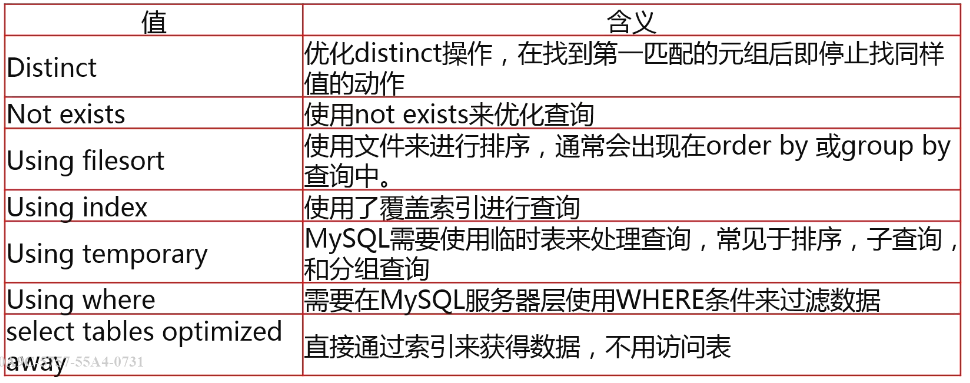 值
含义
Distinct
优化distinct操作，在找到第一匹配的元组后即停止找同样
值的动作
Not exists
使用not exists来优化查询
Using filesort
使用文件来进行排序，通常会出现在order by 或group by
查询中。
Using index
使用了覆盖索引进行查询
Using temporary
MySQL需要使用临时表来处理查询，常见于排序，子查询，
和分组查询
Using where
需要在MySQL服务器层使用WHERE条件来过滤数据
select tables optimized
away
直接通过索引来获得数据，不用访问表